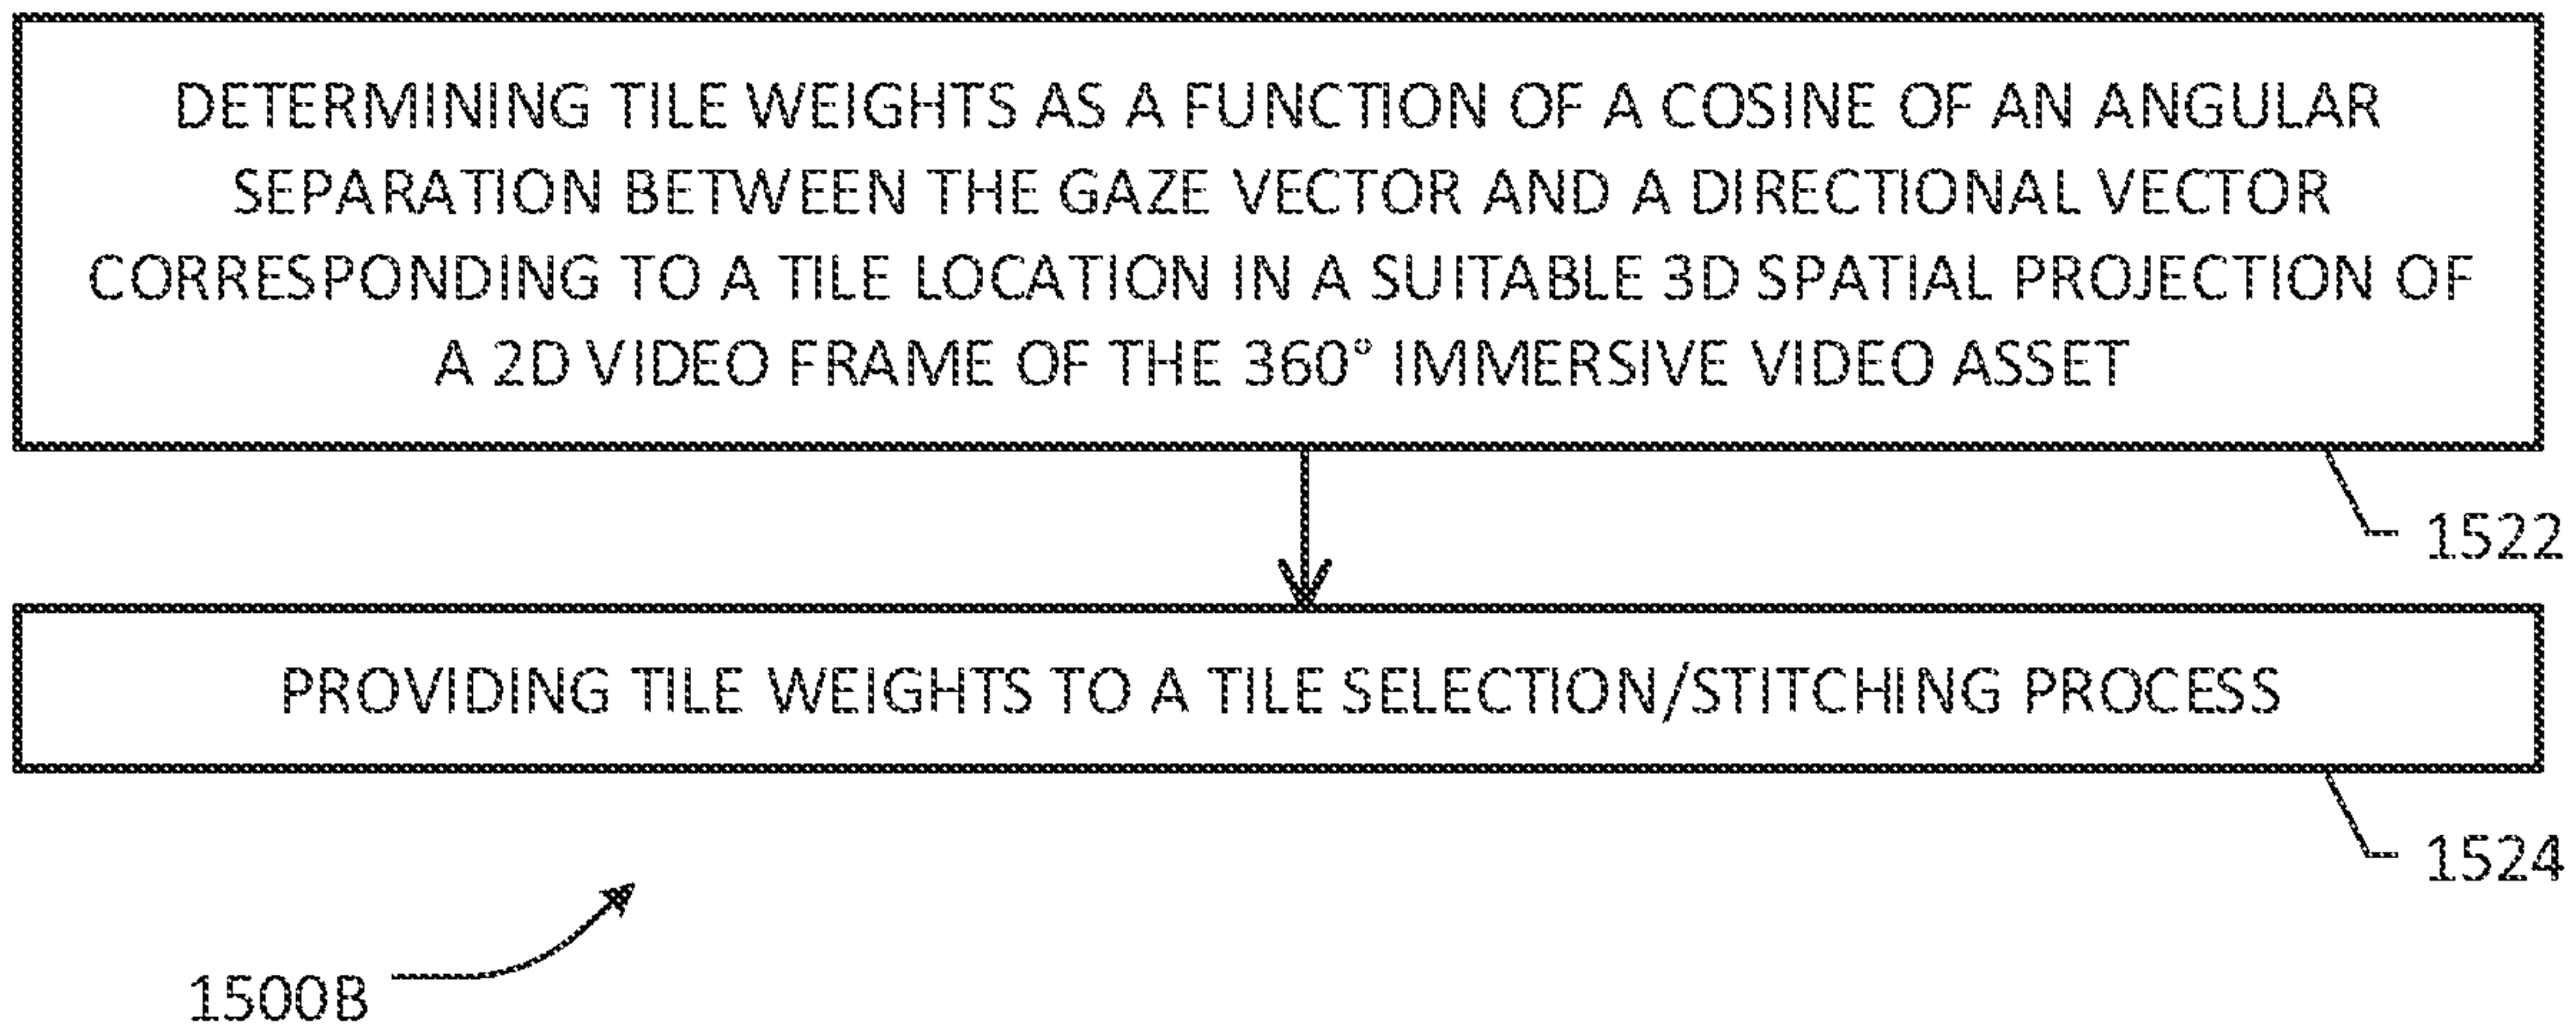 DETERMINING TILE WEIGHTS AS A FUNCTION OF A COSINE OF AN ANGULAR
SEPARATION BETWEEN THE GAZE VECTOR AND A DIRECTIONAL VECTOR
CORRESPONDING TO A TILE LOCATION IN A SUITABLE 3D SPATIAL PROJECTION OF
A 2D VIDEO FRAME OF THE 360° IMMERSIVE VIDEO ASSET
1522
PROVIDING TILE WEIGHTS TO A TILE SELECTION/STITCHING PROCESS
1524
1500B